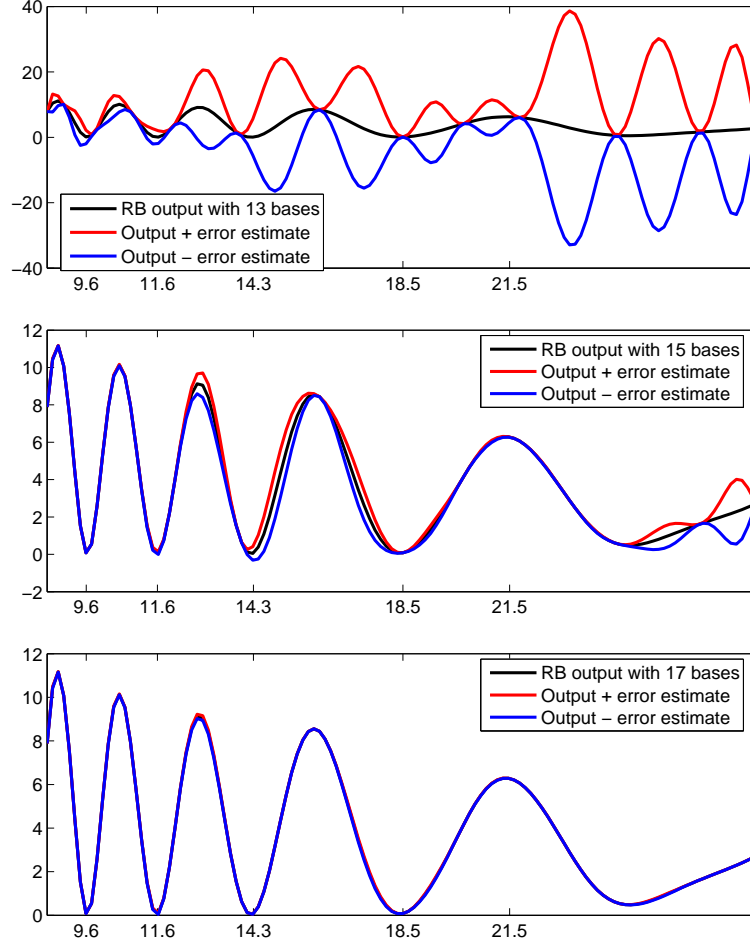 40
20
0
−20
−40
RB output with 13 bases
Output + error estimate
Output − error estimate
9.6 11.6 14.3 18.5 21.5
12
10
8
6
4
2
0
−2
RB output with 15 bases
Output + error estimate
Output − error estimate
9.6 11.6 14.3 18.5 21.5
12
10
8
6
4
2
0
RB output with 17 bases
Output + error estimate
Output − error estimate
9.6 11.6 14.3 18.5 21.5